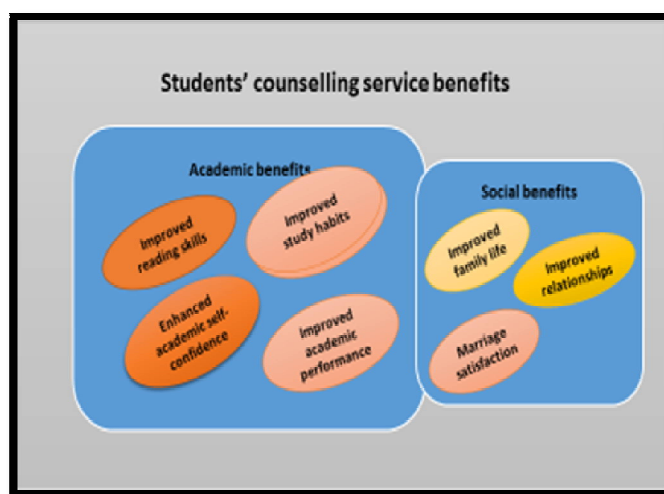 Students' counselling service benefits
Academic benefits
Improved
reading skills
Improved
study habits
Enhanced
academic self-
confidence
Improved
academic
performance
Social benefits
Improved
family life
Improved
relationships
Marriage
satisfaction